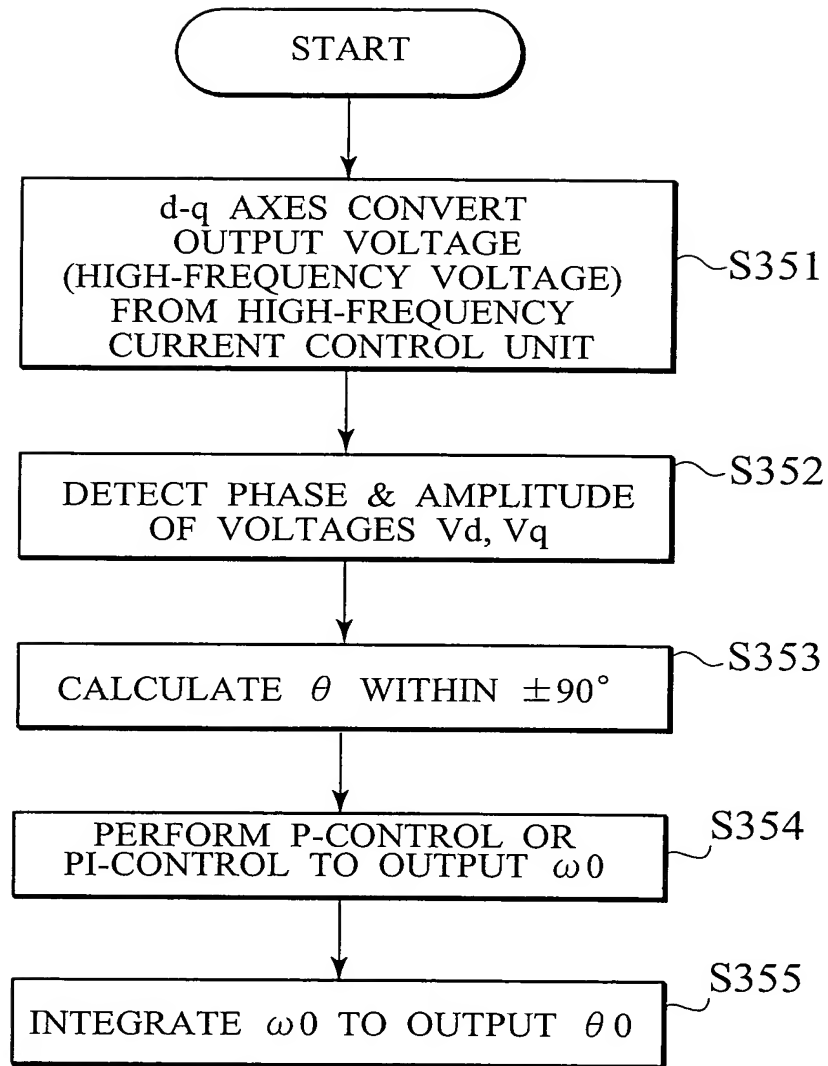 START
d-q AXES CONVERT
OUTPUT VOLTAGE
(HIGH-FREQUENCY VOLTAGE)
FROM HIGH-FREQUENCY
CURRENT CONTROL UNIT
S351
DETECT PHASE & AMPLITUDE
OF VOLTAGES Vd, Vq
S352
CALCULATE θ WITHIN ±90°
S353
PERFORM P-CONTROL OR
PI-CONTROL TO OUTPUT ω0
S354
INTEGRATE ω0 TO OUTPUT θ0
S355